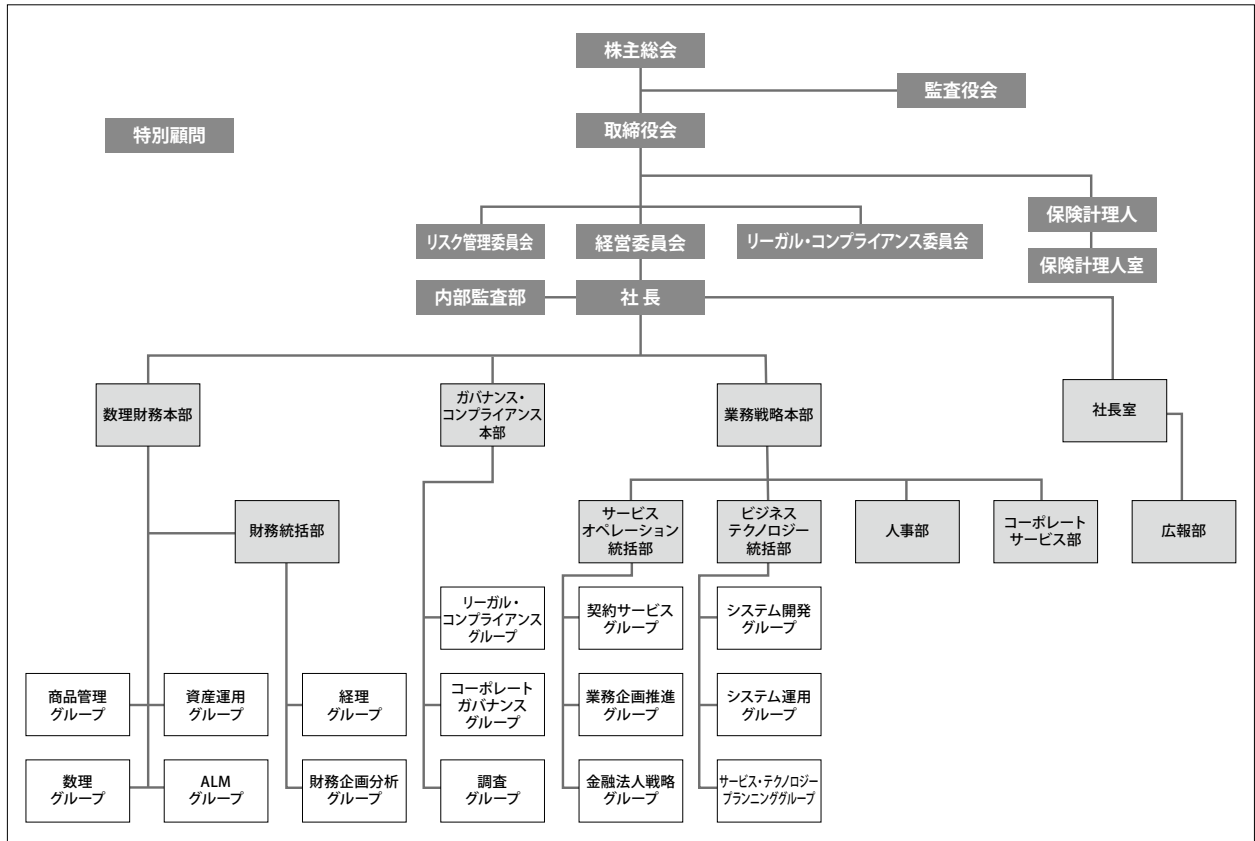 株主総会
監査役会
特別顧問
取締役会
保険計理人
リスク管理委員会
経営委員会
リーガル・コンプライアンス委員会
保険計理人室
内部監査部
社長
数理財務本部
ガバナンス・
コンプライアンス
本部
業務戦略本部
社長室
財務統括部
サービス
オペレーション
統括部
ビジネス
テクノロジー
統括部
人事部
コーポレート
サービス部
広報部
リーガル・
コンプライアンス
グループ
契約サービス
グループ
システム開発
グループ
商品管理
グループ
資産運用
グループ
経理
グループ
コーポレート
ガバナンス
グループ
業務企画推進
グループ
システム運用
グループ
数理
グループ
ALM
グループ
財務企画分析
グループ
調査
グループ
金融法人戦略
グループ
サービス・テクノロジー
プランニンググループ